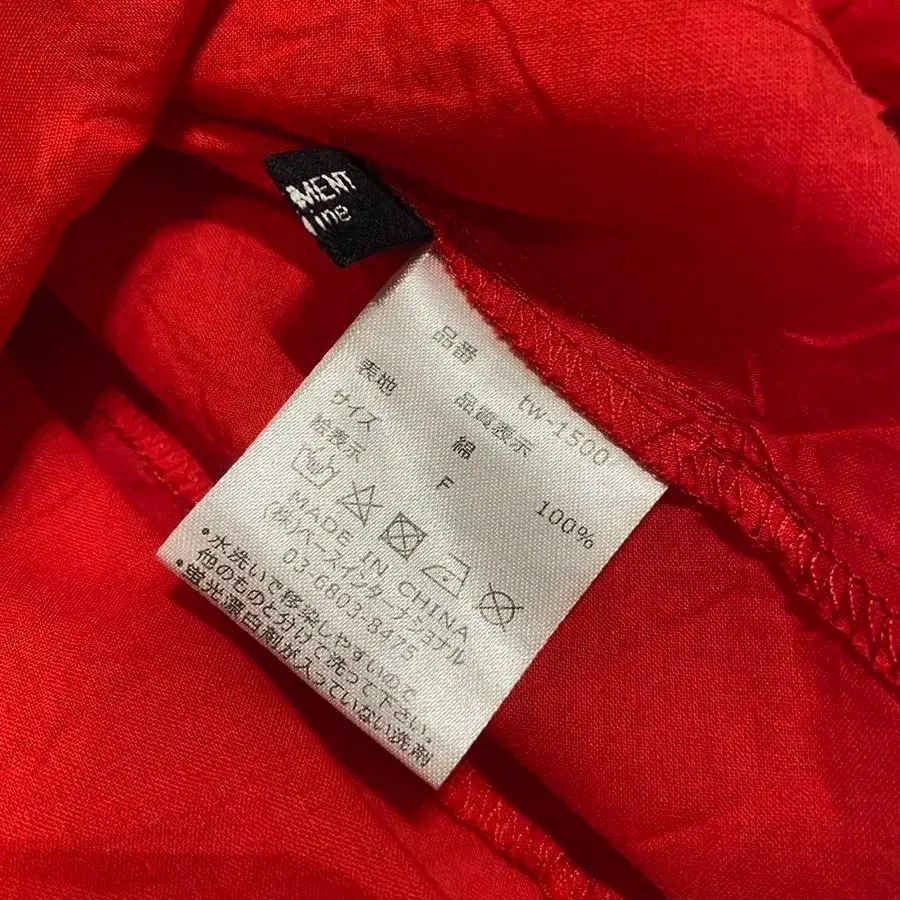 MENT
ine
品番 tw-1500
品質表示
表地 綿 100%
サイズ F
絵表示
MADE IN CHINA
(株)ベースインターナショナル
03-6803-8475
・水洗いで移染しやすいので
他のものと分けて洗って下さい。
・蛍光漂白剤が入っていない洗剤